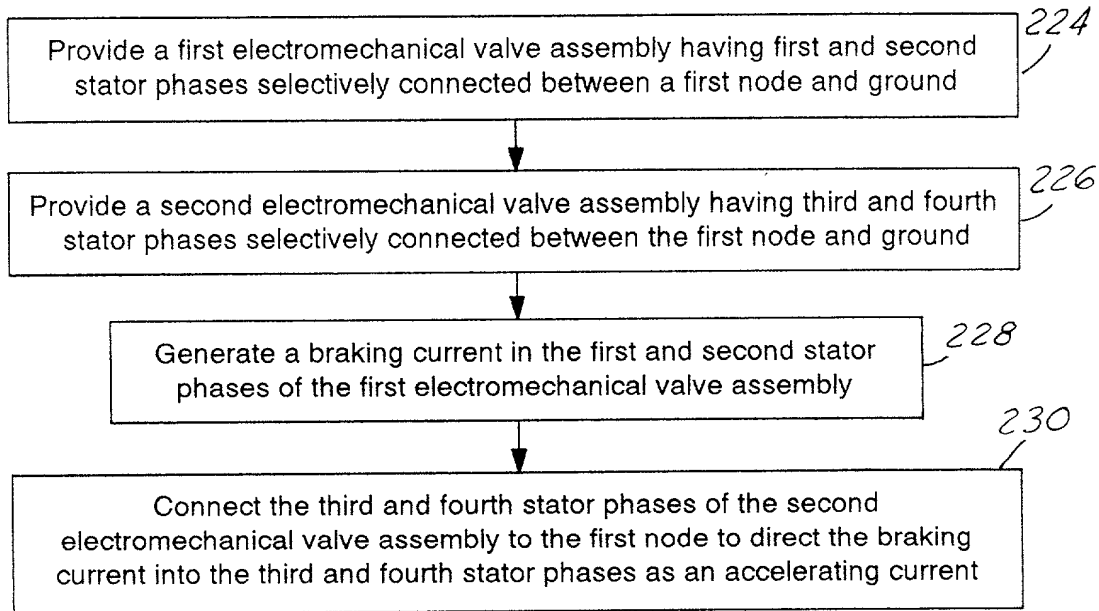 224
Provide a first electromechanical valve assembly having first and second
stator phases selectively connected between a first node and ground
226
Provide a second electromechanical valve assembly having third and fourth
stator phases selectively connected between the first node and ground
228
Generate a braking current in the first and second stator
phases of the first electromechanical valve assembly
230
Connect the third and fourth stator phases of the second
electromechanical valve assembly to the first node to direct the braking
current into the third and fourth stator phases as an accelerating current